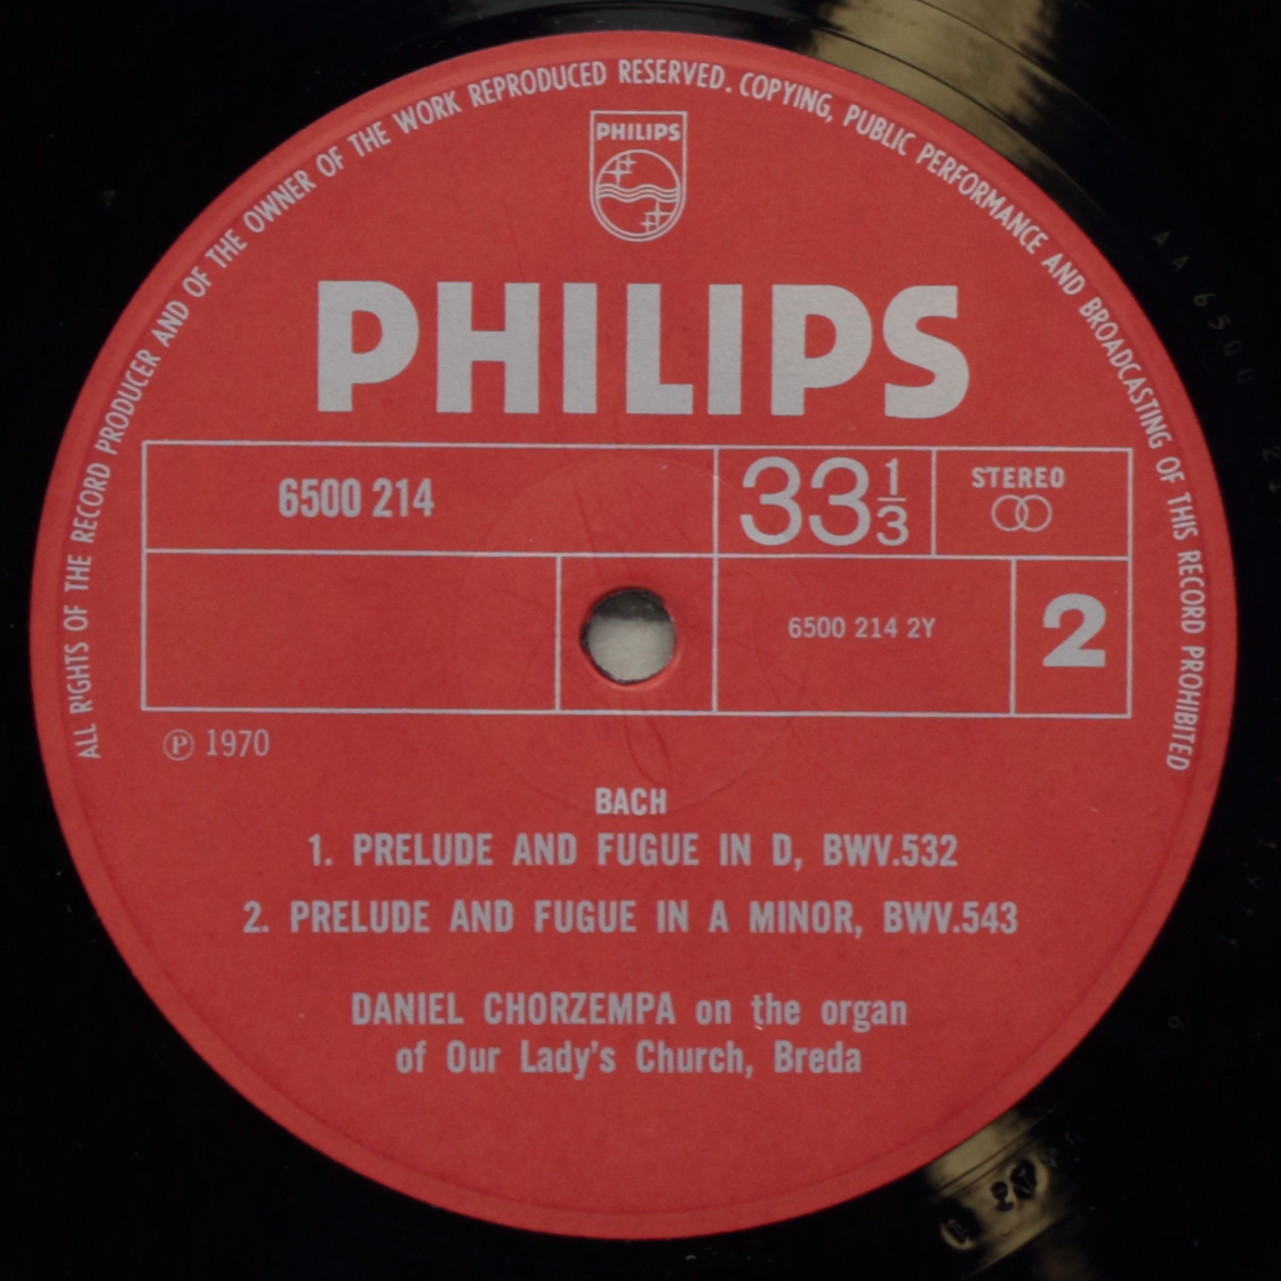 ALL RIGHTS OF THE RECORD PRODUCER AND OF THE OWNER OF THE WORK REPRODUCED RESERVED. COPYING, PUBLIC PERFORMANCE AND BROADCASTING OF THIS RECORD PROHIBITED
PHILIPS
PHILIPS
6500 214
33 1/3
STEREO
6500 214 2Y
2
Ⓟ 1970
BACH
1. PRELUDE AND FUGUE IN D, BWV.532
2. PRELUDE AND FUGUE IN A MINOR, BWV.543
DANIEL CHORZEMPA on the organ
of Our Lady's Church, Breda